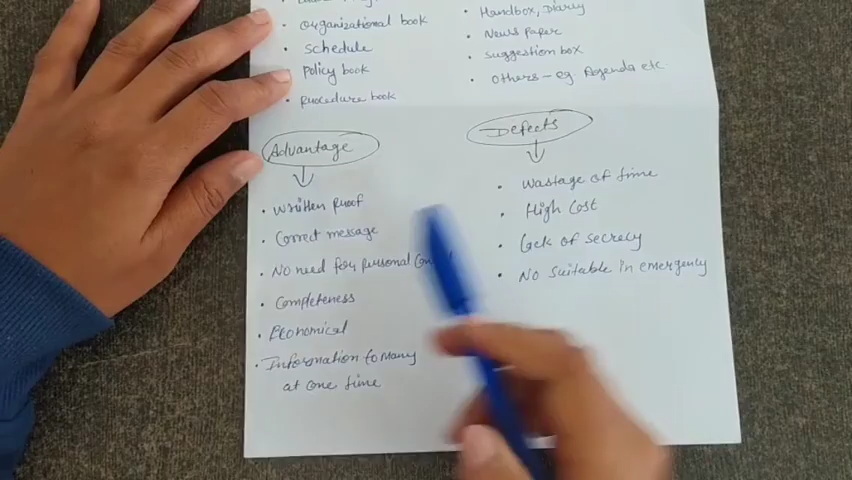 organizational book
schedule
policy book
procedure book
Handbox, Diary
News Paper
suggestion box
others - eg. Aegenda etc.
Advantage
written proof
correct message
No need for personal
Completeness
Economical
Information to Many
at one time
Defects
wastage of time
High Cost
Lack of secrecy
No suitable in emergency